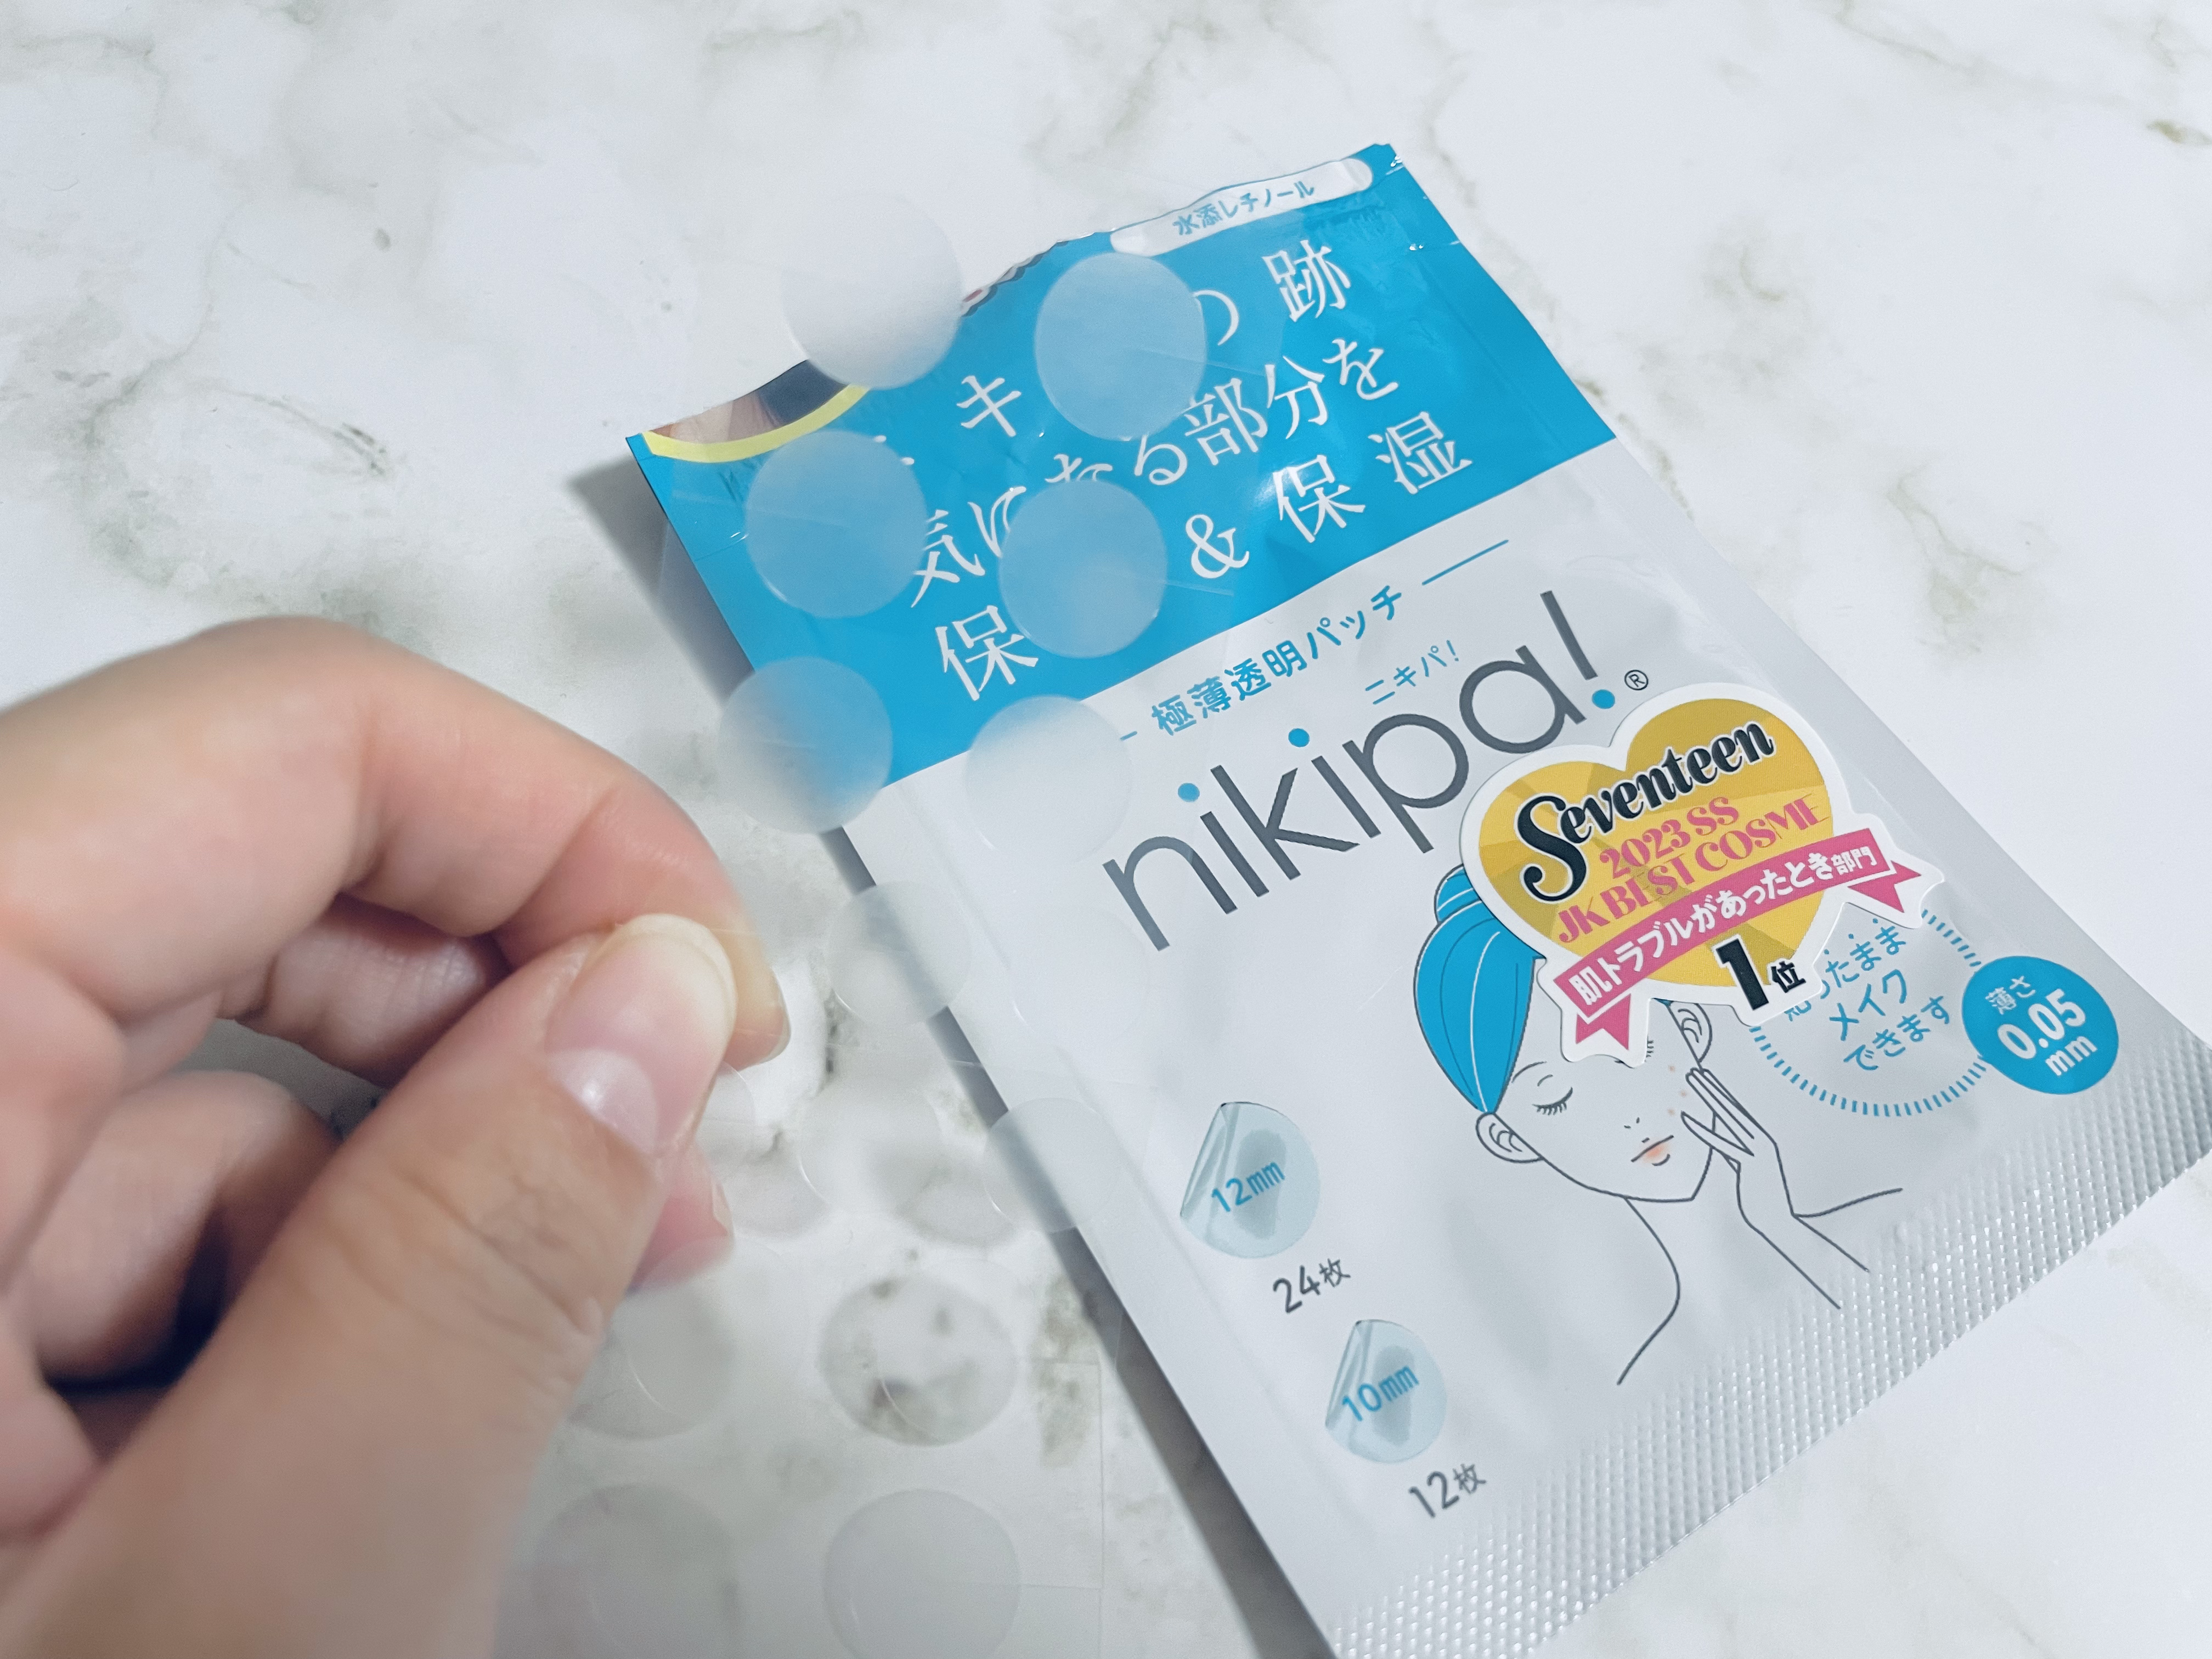 水添レチノール
キ の 跡
気になる部分を
保 & 保 湿
極薄透明パッチ
ニキパ!
nikipa!®
Seventeen
2023 SS
JK BEST COSME
肌トラブルがあったとき部門
1位
貼ったまま
メイク
できます
薄さ
0.05
mm
12mm
24枚
10mm
12枚